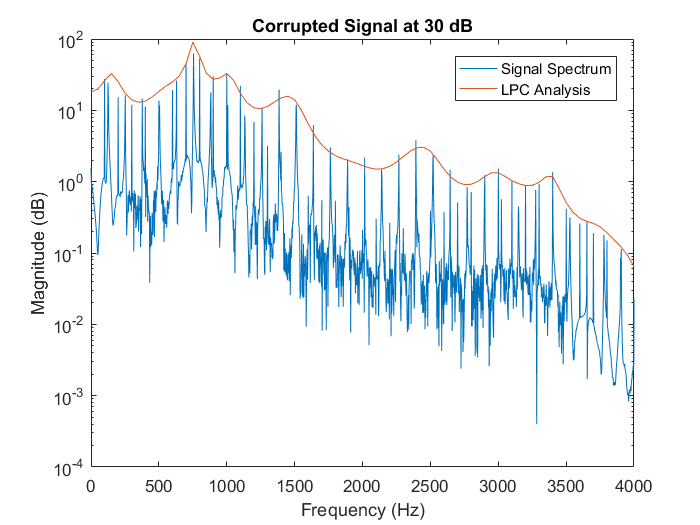 Corrupted Signal at 30 dB
Signal Spectrum
LPC Analysis
Magnitude (dB)
10^2
10^1
10^0
10^-1
10^-2
10^-3
10^-4
0 500 1000 1500 2000 2500 3000 3500 4000
Frequency (Hz)